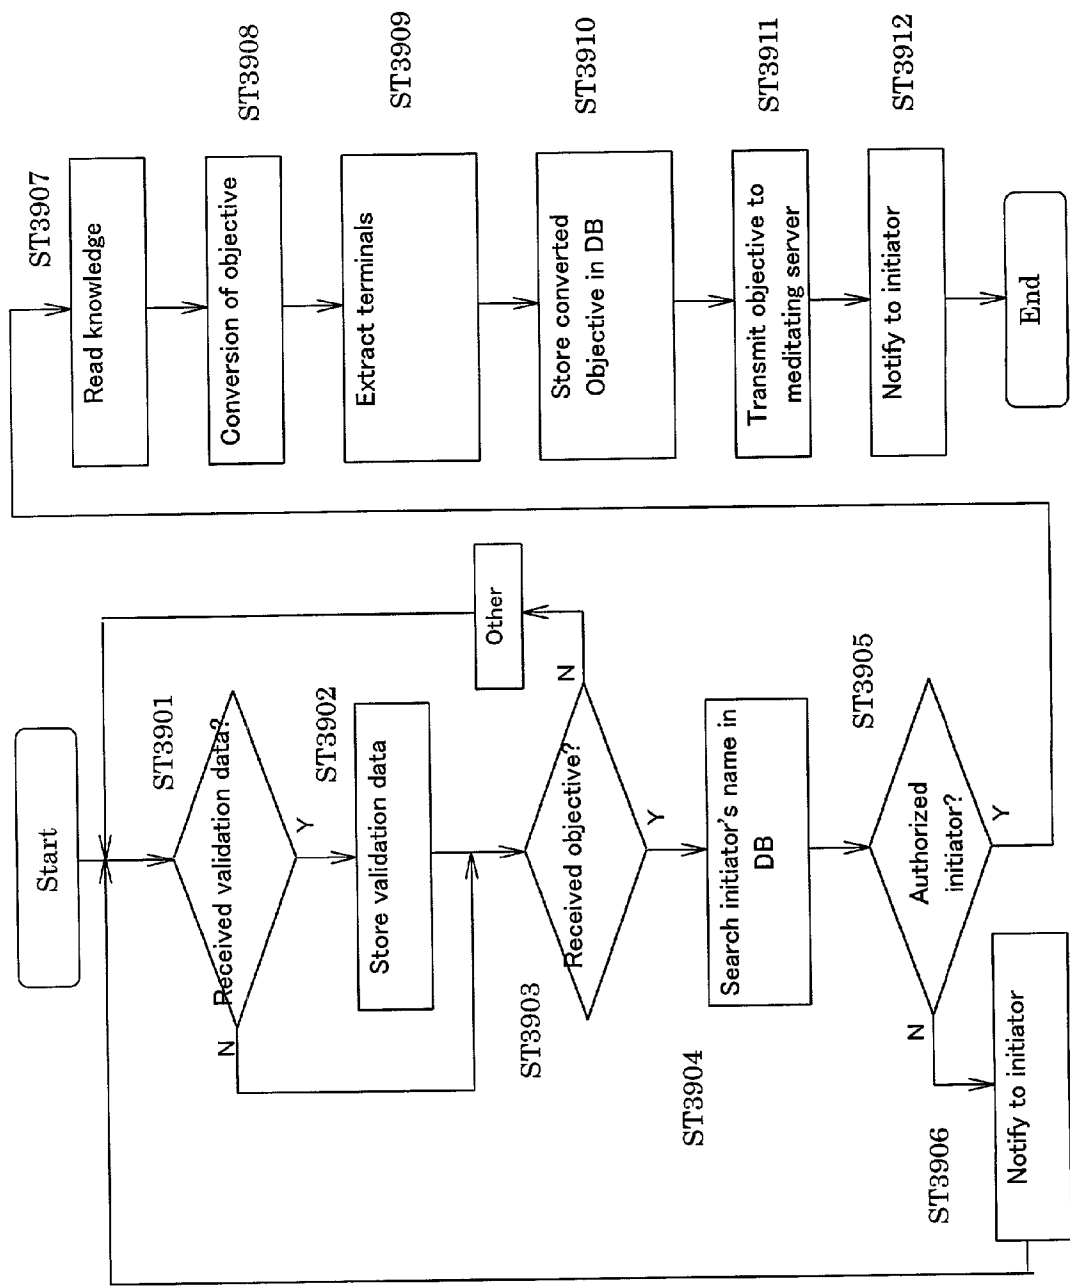 Start
ST3901
Received validation data?
N
Y
ST3902
Store validation data
ST3903
Received objective?
N
Y
Other
ST3904
Search initiator's name in
DB
ST3905
Authorized
initiator?
N
Y
ST3906
Notify to initiator
ST3907
Read knowledge
ST3908
Conversion of objective
ST3909
Extract terminals
ST3910
Store converted
Objective in DB
ST3911
Transmit objective to
meditating server
ST3912
Notify to initiator
End